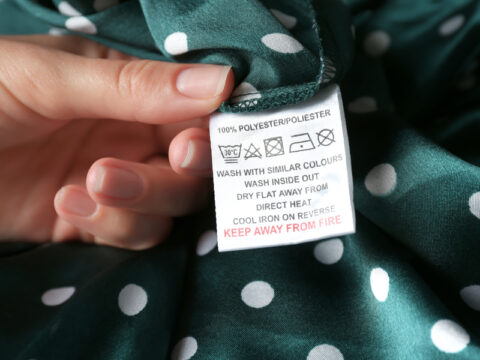 100% POLYESTER/POLIESTER
30°C
WASH WITH SIMILAR COLOURS
WASH INSIDE OUT
DRY FLAT AWAY FROM
DIRECT HEAT
COOL IRON ON REVERSE
KEEP AWAY FROM FIRE